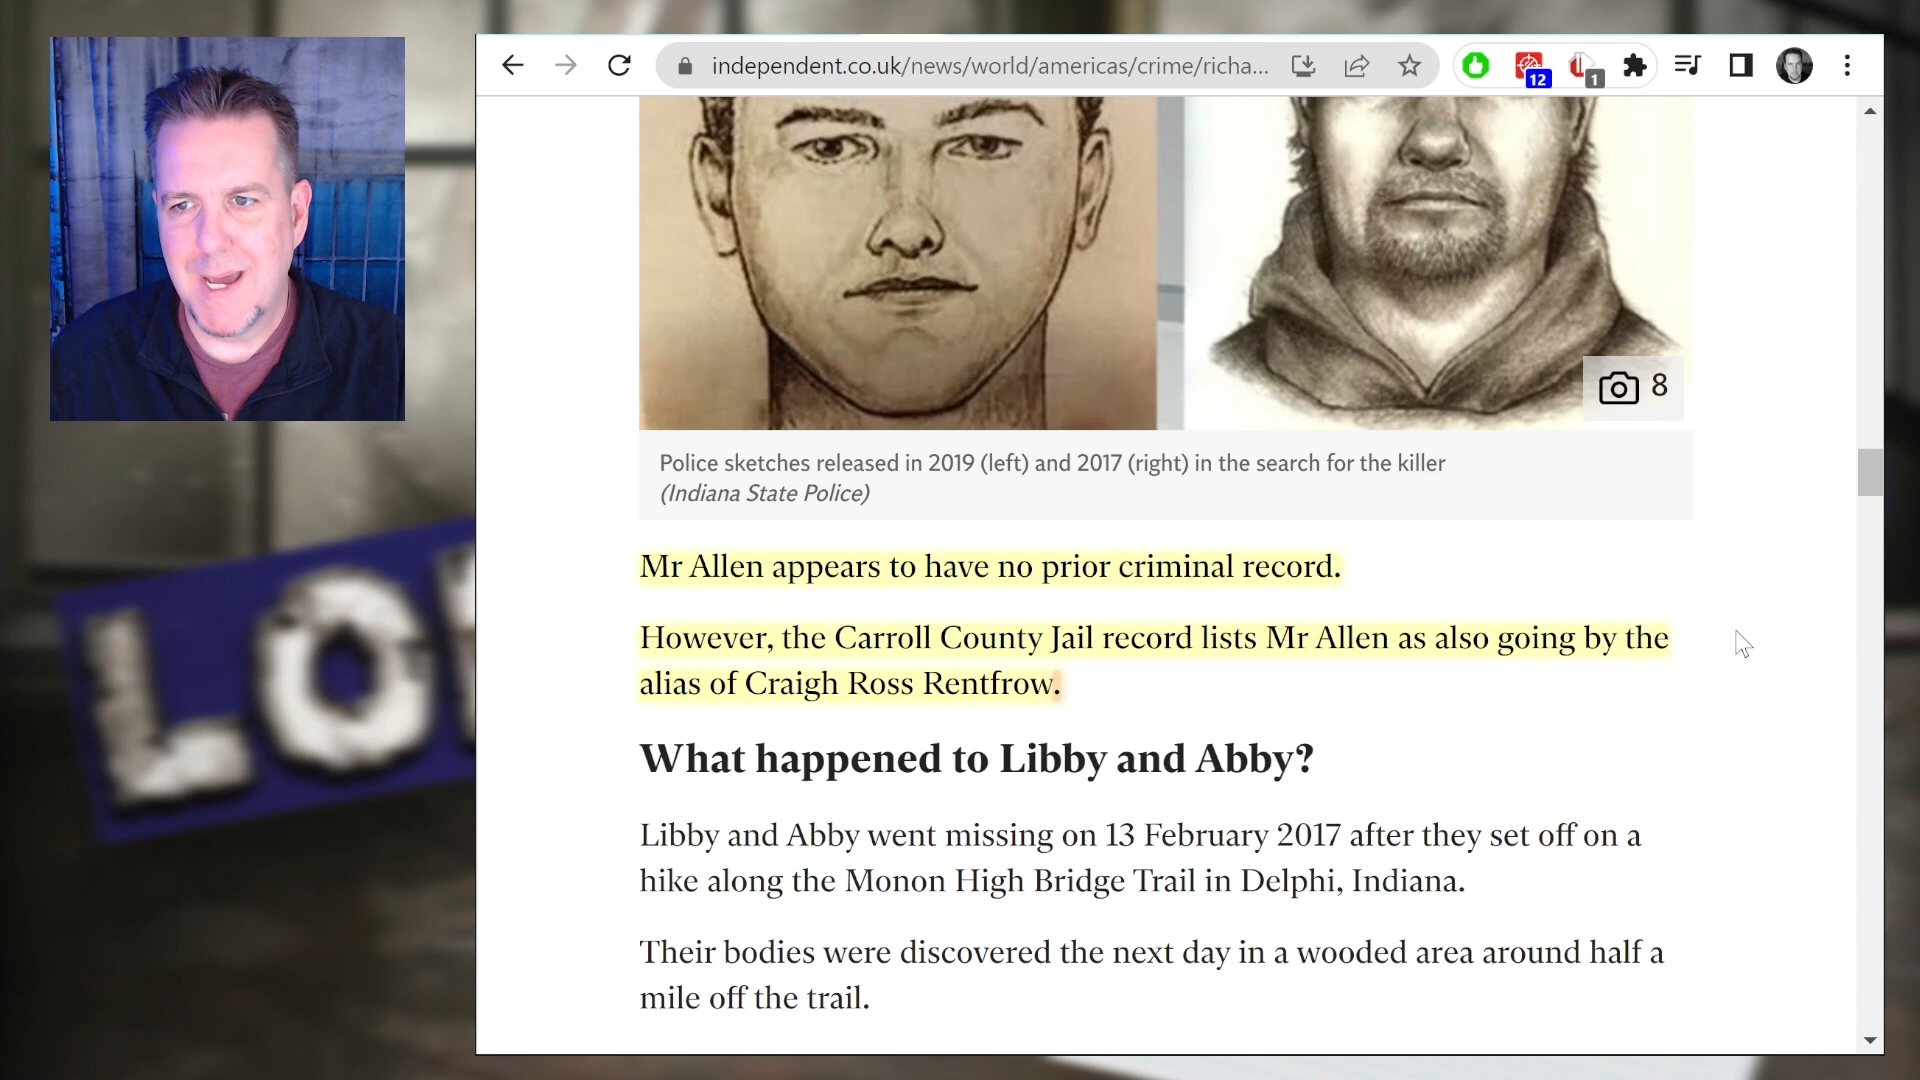 independent.co.uk/news/world/americas/crime/richa...
12
1
8
Police sketches released in 2019 (left) and 2017 (right) in the search for the killer
(Indiana State Police)
Mr Allen appears to have no prior criminal record.
However, the Carroll County Jail record lists Mr Allen as also going by the
alias of Craigh Ross Rentfrow.
What happened to Libby and Abby?
Libby and Abby went missing on 13 February 2017 after they set off on a
hike along the Monon High Bridge Trail in Delphi, Indiana.
Their bodies were discovered the next day in a wooded area around half a
mile off the trail.